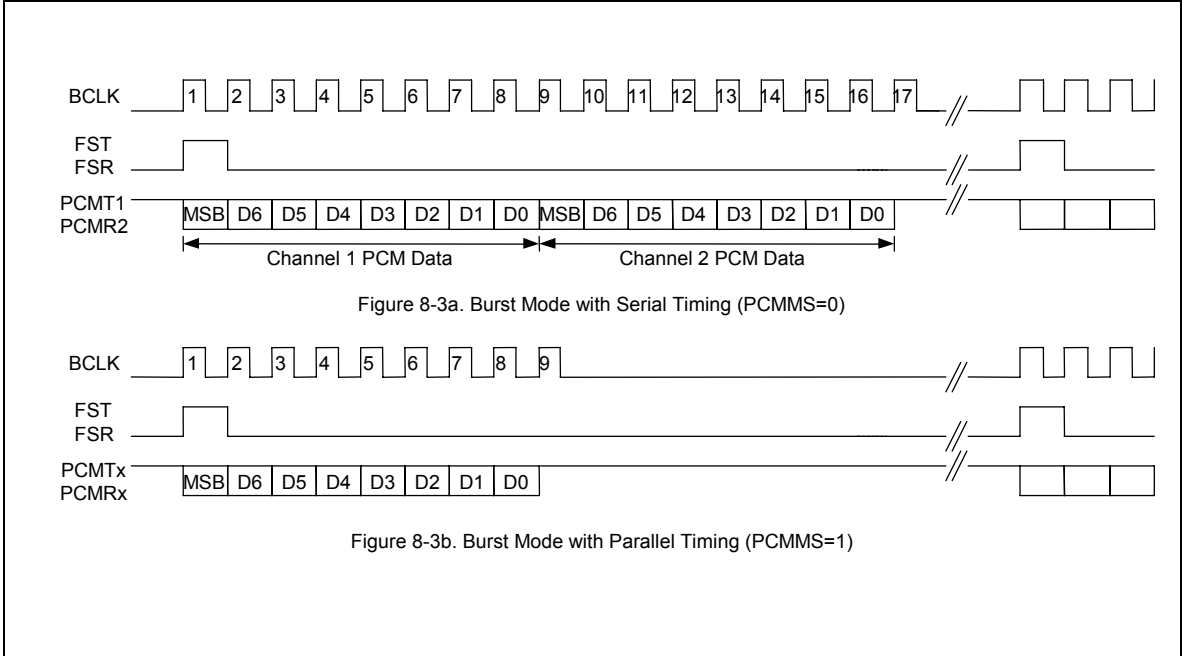 BCLK 1 2 3 4 5 6 7 8 9 10 11 12 13 14 15 16 17
FST
FSR
PCMT1
PCMR2
MSB D6 D5 D4 D3 D2 D1 D0 MSB D6 D5 D4 D3 D2 D1 D0
Channel 1 PCM Data Channel 2 PCM Data
Figure 8-3a. Burst Mode with Serial Timing (PCMMS=0)
BCLK 1 2 3 4 5 6 7 8 9
FST
FSR
PCMTx
PCMRx
MSB D6 D5 D4 D3 D2 D1 D0
Figure 8-3b. Burst Mode with Parallel Timing (PCMMS=1)